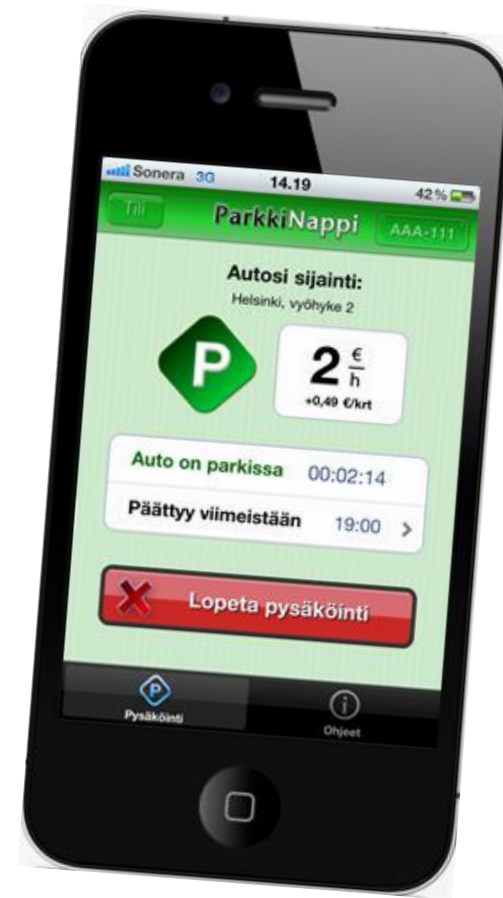 Sonera 3G 14.19 42 %
Tili ParkkiNappi AAA-111
Autosi sijainti:
Helsinki, vyöhyke 2
P
2 €/h
+0,49 €/krt
Auto on parkissa 00:02:14
Päättyy viimeistään 19:00
Lopeta pysäköinti
P
Pysäköinti
i
Ohjeet